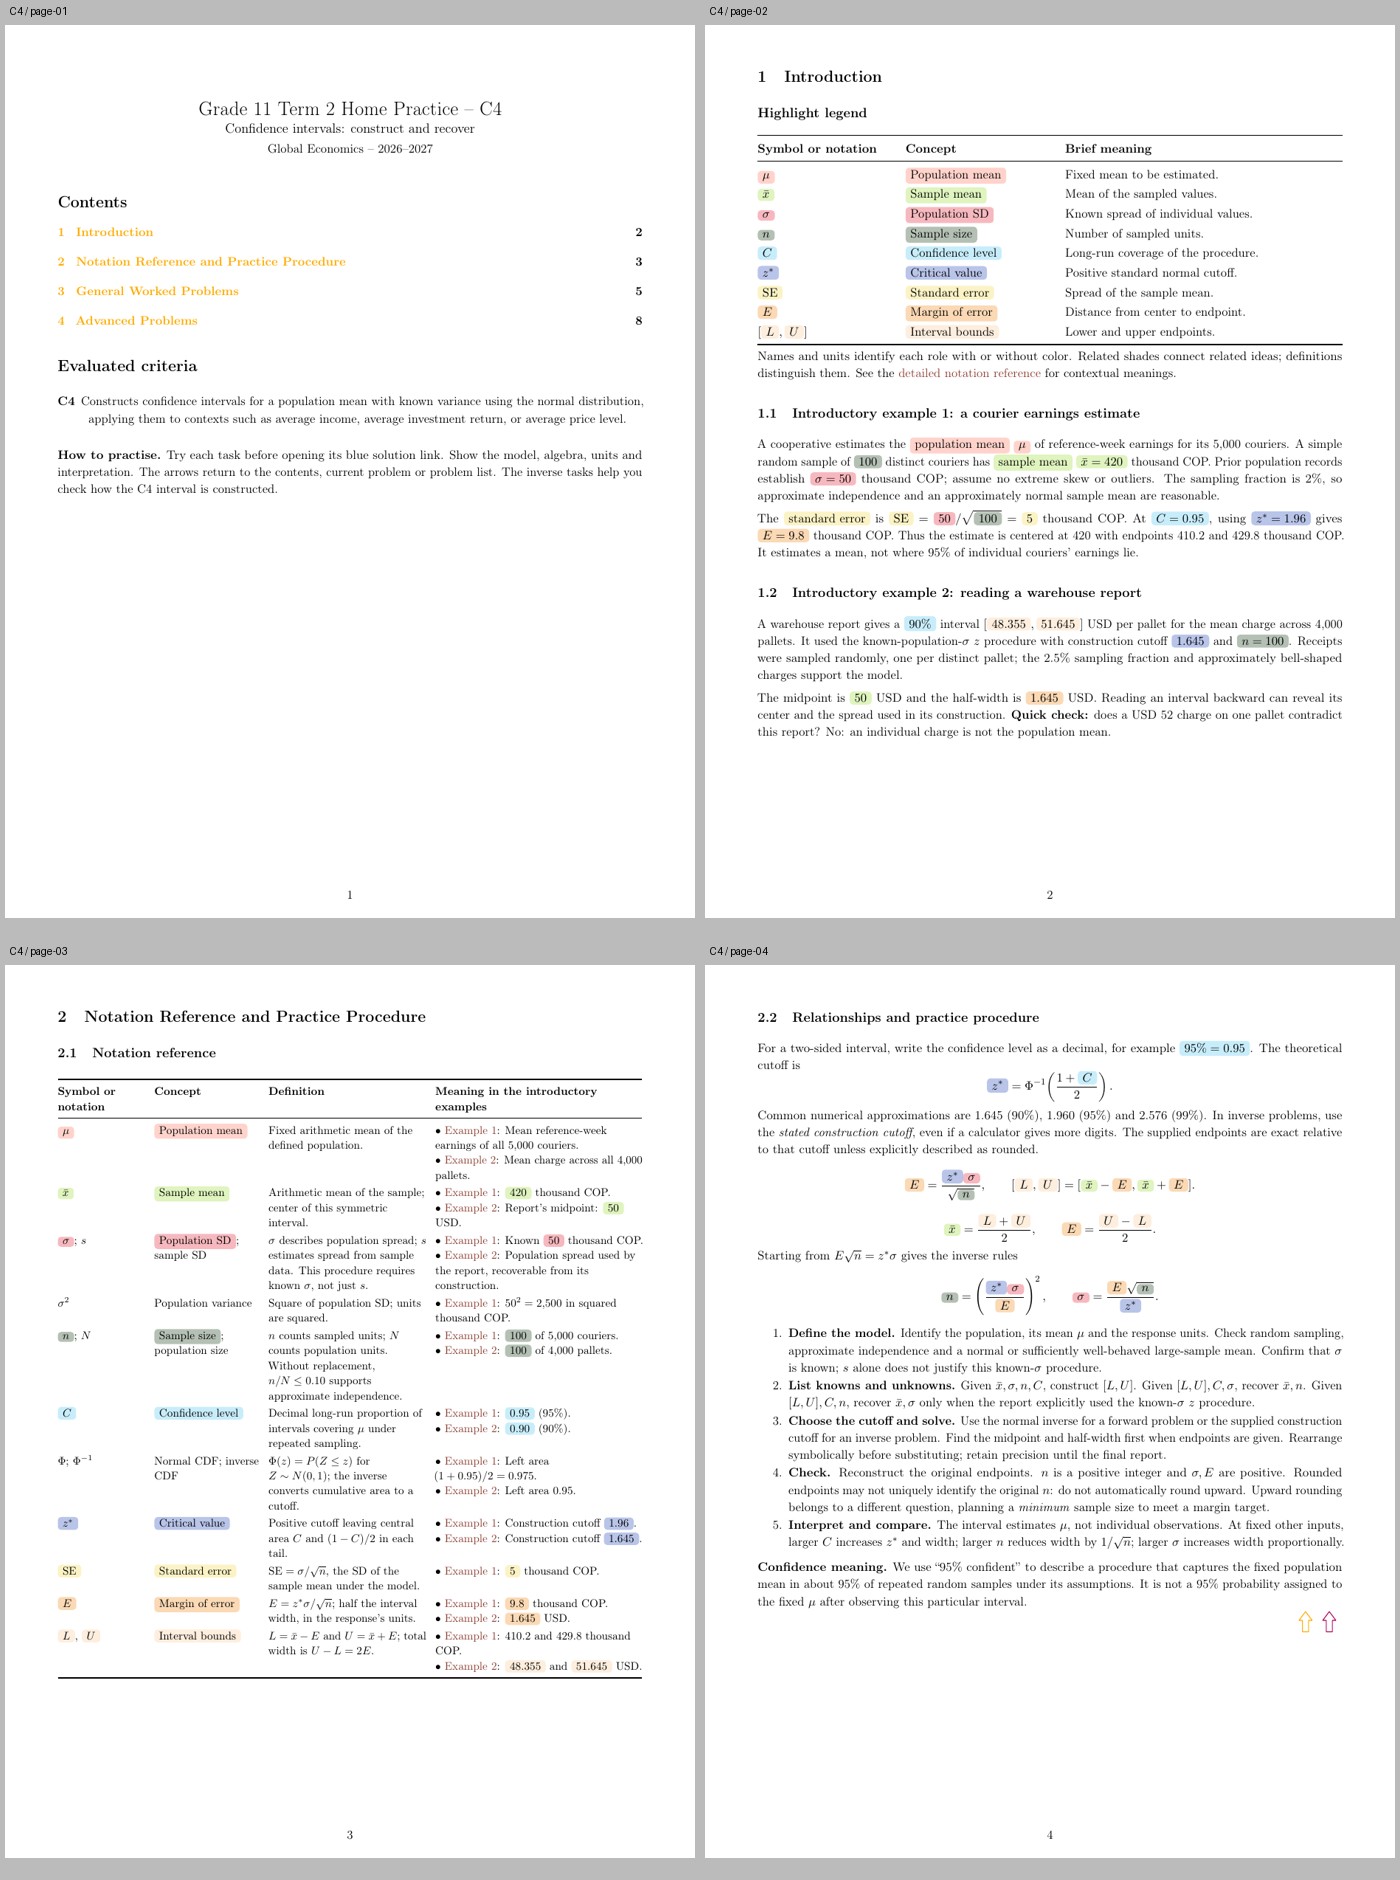 C4 / page-01
Grade 11 Term 2 Home Practice – C4
Confidence intervals: construct and recover
Global Economics – 2026–2027
Contents
1 Introduction 2
2 Notation Reference and Practice Procedure 3
3 General Worked Problems 5
4 Advanced Problems 8
Evaluated criteria
C4 Constructs confidence intervals for a population mean with known variance using the normal distribution,
applying them to contexts such as average income, average investment return, or average price level.
How to practise. Try each task before opening its blue solution link. Show the model, algebra, units and
interpretation. The arrows return to the contents, current problem or problem list. The inverse tasks help you
check how the C4 interval is constructed.
1
C4 / page-02
1 Introduction
Highlight legend
Symbol or notation Concept Brief meaning
μ Population mean Fixed mean to be estimated.
x̄ Sample mean Mean of the sampled values.
σ Population SD Known spread of individual values.
n Sample size Number of sampled units.
C Confidence level Long-run coverage of the procedure.
z* Critical value Positive standard normal cutoff.
SE Standard error Spread of the sample mean.
E Margin of error Distance from center to endpoint.
[ L , U ] Interval bounds Lower and upper endpoints.
Names and units identify each role with or without color. Related shades connect related ideas; definitions
distinguish them. See the detailed notation reference for contextual meanings.
1.1 Introductory example 1: a courier earnings estimate
A cooperative estimates the population mean μ of reference-week earnings for its 5,000 couriers. A simple
random sample of 100 distinct couriers has sample mean x̄ = 420 thousand COP. Prior population records
establish σ = 50 thousand COP; assume no extreme skew or outliers. The sampling fraction is 2%, so
approximate independence and an approximately normal sample mean are reasonable.
The standard error is SE = 50/√100 = 5 thousand COP. At C = 0.95 , using z* = 1.96 gives
E = 9.8 thousand COP. Thus the estimate is centered at 420 with endpoints 410.2 and 429.8 thousand COP.
It estimates a mean, not where 95% of individual couriers' earnings lie.
1.2 Introductory example 2: reading a warehouse report
A warehouse report gives a 90% interval [ 48.355 , 51.645 ] USD per pallet for the mean charge across 4,000
pallets. It used the known-population-σ z procedure with construction cutoff 1.645 and n = 100 . Receipts
were sampled randomly, one per distinct pallet; the 2.5% sampling fraction and approximately bell-shaped
charges support the model.
The midpoint is 50 USD and the half-width is 1.645 USD. Reading an interval backward can reveal its
center and the spread used in its construction. Quick check: does a USD 52 charge on one pallet contradict
this report? No: an individual charge is not the population mean.
2
C4 / page-03
2 Notation Reference and Practice Procedure
2.1 Notation reference
Symbol or Concept Definition Meaning in the introductory
notation examples
μ Population mean Fixed arithmetic mean of the • Example 1: Mean reference-week
defined population. earnings of all 5,000 couriers.
• Example 2: Mean charge across all 4,000
pallets.
x̄ Sample mean Arithmetic mean of the sample; • Example 1: 420 thousand COP.
center of this symmetric • Example 2: Report's midpoint: 50
interval. USD.
σ ; s Population SD ; σ describes population spread; s • Example 1: Known 50 thousand COP.
sample SD estimates spread from sample • Example 2: Population spread used by
data. This procedure requires the report, recoverable from its
known σ, not just s. construction.
σ² Population variance Square of population SD; units • Example 1: 50² = 2,500 in squared
are squared. thousand COP.
n ; N Sample size ; n counts sampled units; N • Example 1: 100 of 5,000 couriers.
population size counts population units. • Example 2: 100 of 4,000 pallets.
Without replacement,
n/N ≤ 0.10 supports
approximate independence.
C Confidence level Decimal long-run proportion of • Example 1: 0.95 (95%).
intervals covering μ under • Example 2: 0.90 (90%).
repeated sampling.
Φ; Φ⁻¹ Normal CDF; inverse Φ(z) = P(Z ≤ z) for • Example 1: Left area
CDF Z ∼ N(0, 1); the inverse (1 + 0.95)/2 = 0.975.
converts cumulative area to a • Example 2: Left area 0.95.
cutoff.
z* Critical value Positive cutoff leaving central • Example 1: Construction cutoff 1.96 .
area C and (1 − C)/2 in each • Example 2: Construction cutoff 1.645 .
tail.
SE Standard error SE = σ/√n, the SD of the • Example 1: 5 thousand COP.
sample mean under the model.
E Margin of error E = z*σ/√n; half the interval • Example 1: 9.8 thousand COP.
width, in the response's units. • Example 2: 1.645 USD.
L , U Interval bounds L = x̄ − E and U = x̄ + E; total • Example 1: 410.2 and 429.8 thousand
width is U − L = 2E. COP.
• Example 2: 48.355 and 51.645 USD.
3
C4 / page-04
2.2 Relationships and practice procedure
For a two-sided interval, write the confidence level as a decimal, for example 95% = 0.95 . The theoretical
cutoff is
z* = Φ⁻¹((1 + C)/2).
Common numerical approximations are 1.645 (90%), 1.960 (95%) and 2.576 (99%). In inverse problems, use
the stated construction cutoff, even if a calculator gives more digits. The supplied endpoints are exact relative
to that cutoff unless explicitly described as rounded.
E = z* σ/√n, [ L , U ] = [ x̄ − E , x̄ + E ].
x̄ = (L + U)/2, E = (U − L)/2.
Starting from E√n = z*σ gives the inverse rules
n = (z* σ/E)², σ = E√n/z*.
1. Define the model. Identify the population, its mean μ and the response units. Check random sampling,
approximate independence and a normal or sufficiently well-behaved large-sample mean. Confirm that σ
is known; s alone does not justify this known-σ procedure.
2. List knowns and unknowns. Given x̄, σ, n, C, construct [L, U]. Given [L, U], C, σ, recover x̄, n. Given
[L, U], C, n, recover x̄, σ only when the report explicitly used the known-σ z procedure.
3. Choose the cutoff and solve. Use the normal inverse for a forward problem or the supplied construction
cutoff for an inverse problem. Find the midpoint and half-width first when endpoints are given. Rearrange
symbolically before substituting; retain precision until the final report.
4. Check. Reconstruct the original endpoints. n is a positive integer and σ, E are positive. Rounded
endpoints may not uniquely identify the original n: do not automatically round upward. Upward rounding
belongs to a different question, planning a minimum sample size to meet a margin target.
5. Interpret and compare. The interval estimates μ, not individual observations. At fixed other inputs,
larger C increases z* and width; larger n reduces width by 1/√n; larger σ increases width proportionally.
Confidence meaning. We use “95% confident” to describe a procedure that captures the fixed population
mean in about 95% of repeated random samples under its assumptions. It is not a 95% probability assigned to
the fixed μ after observing this particular interval.
4